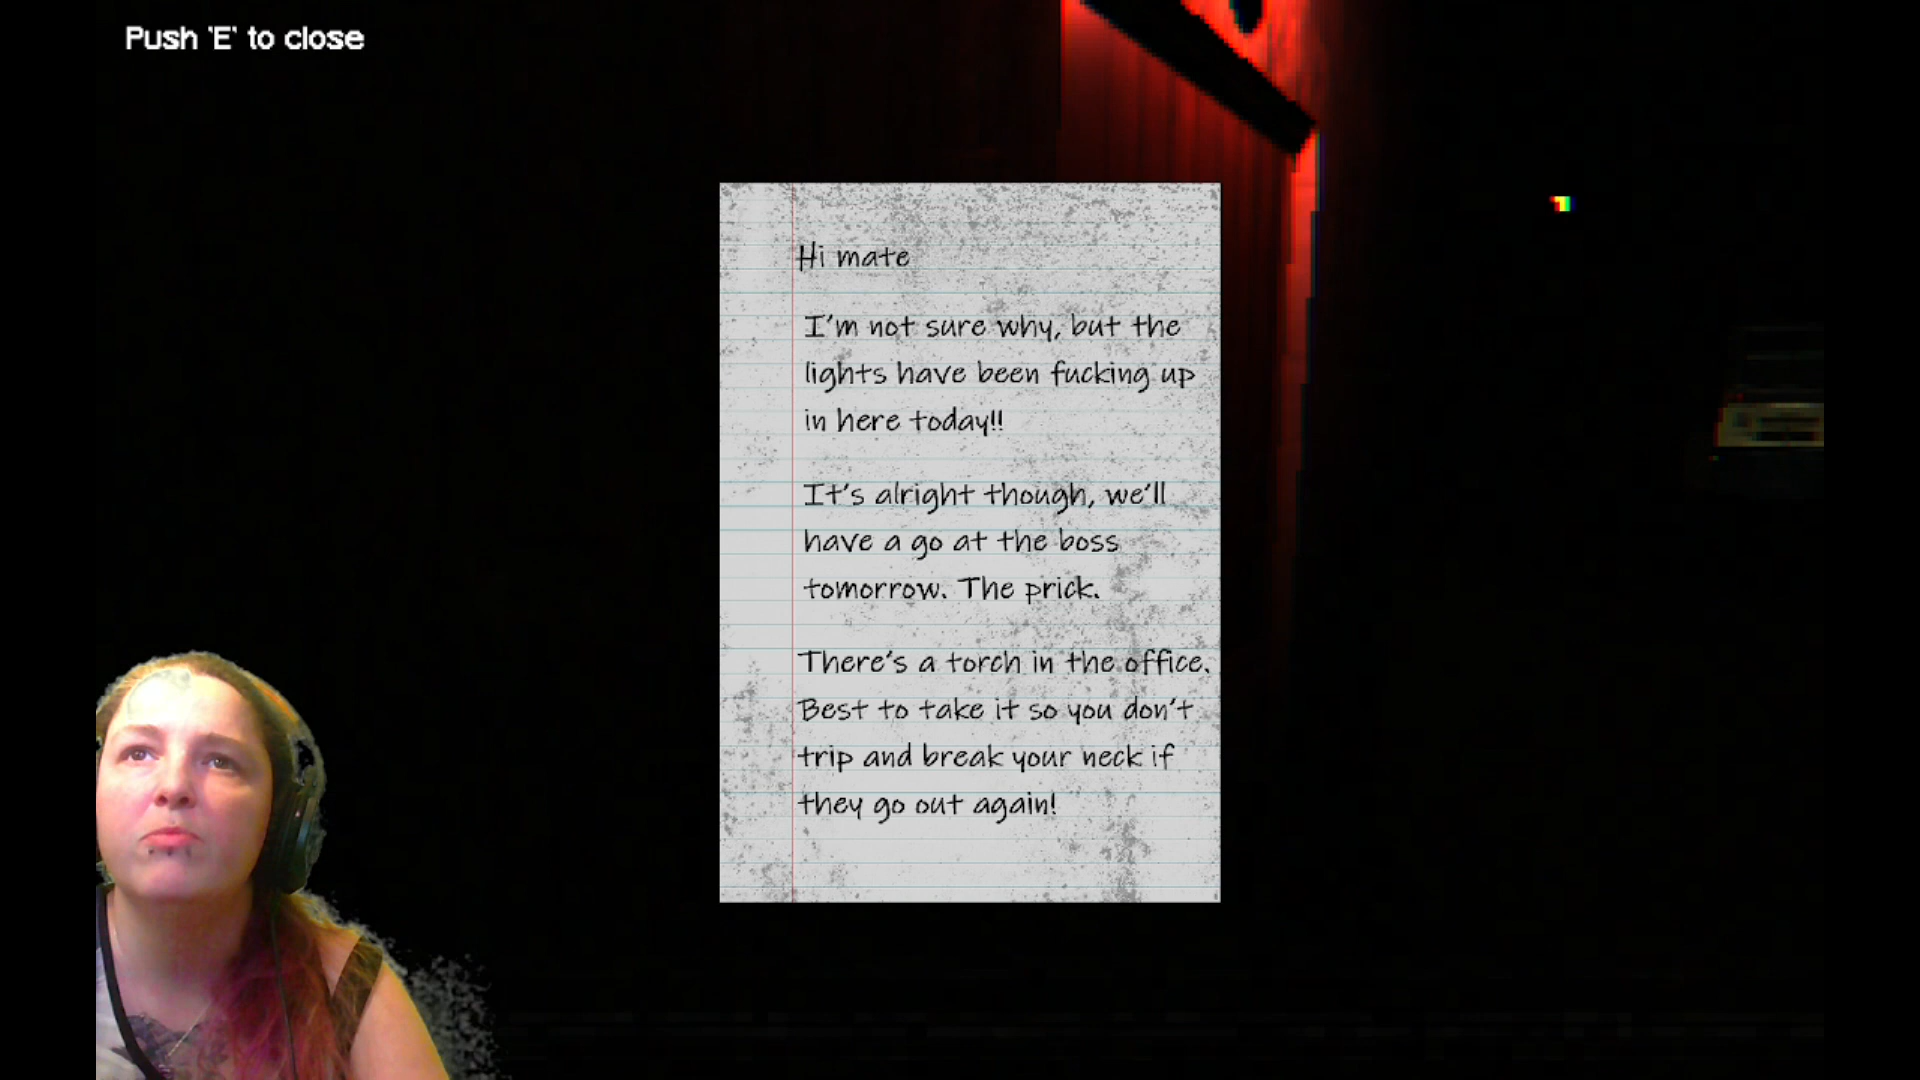 Push 'E' to close
Hi mate
I'm not sure why, but the
lights have been fucking up
in here today!!
It's alright though, we'll
have a go at the boss
tomorrow. The prick.
There's a torch in the office.
Best to take it so you don't
trip and break your neck if
they go out again!